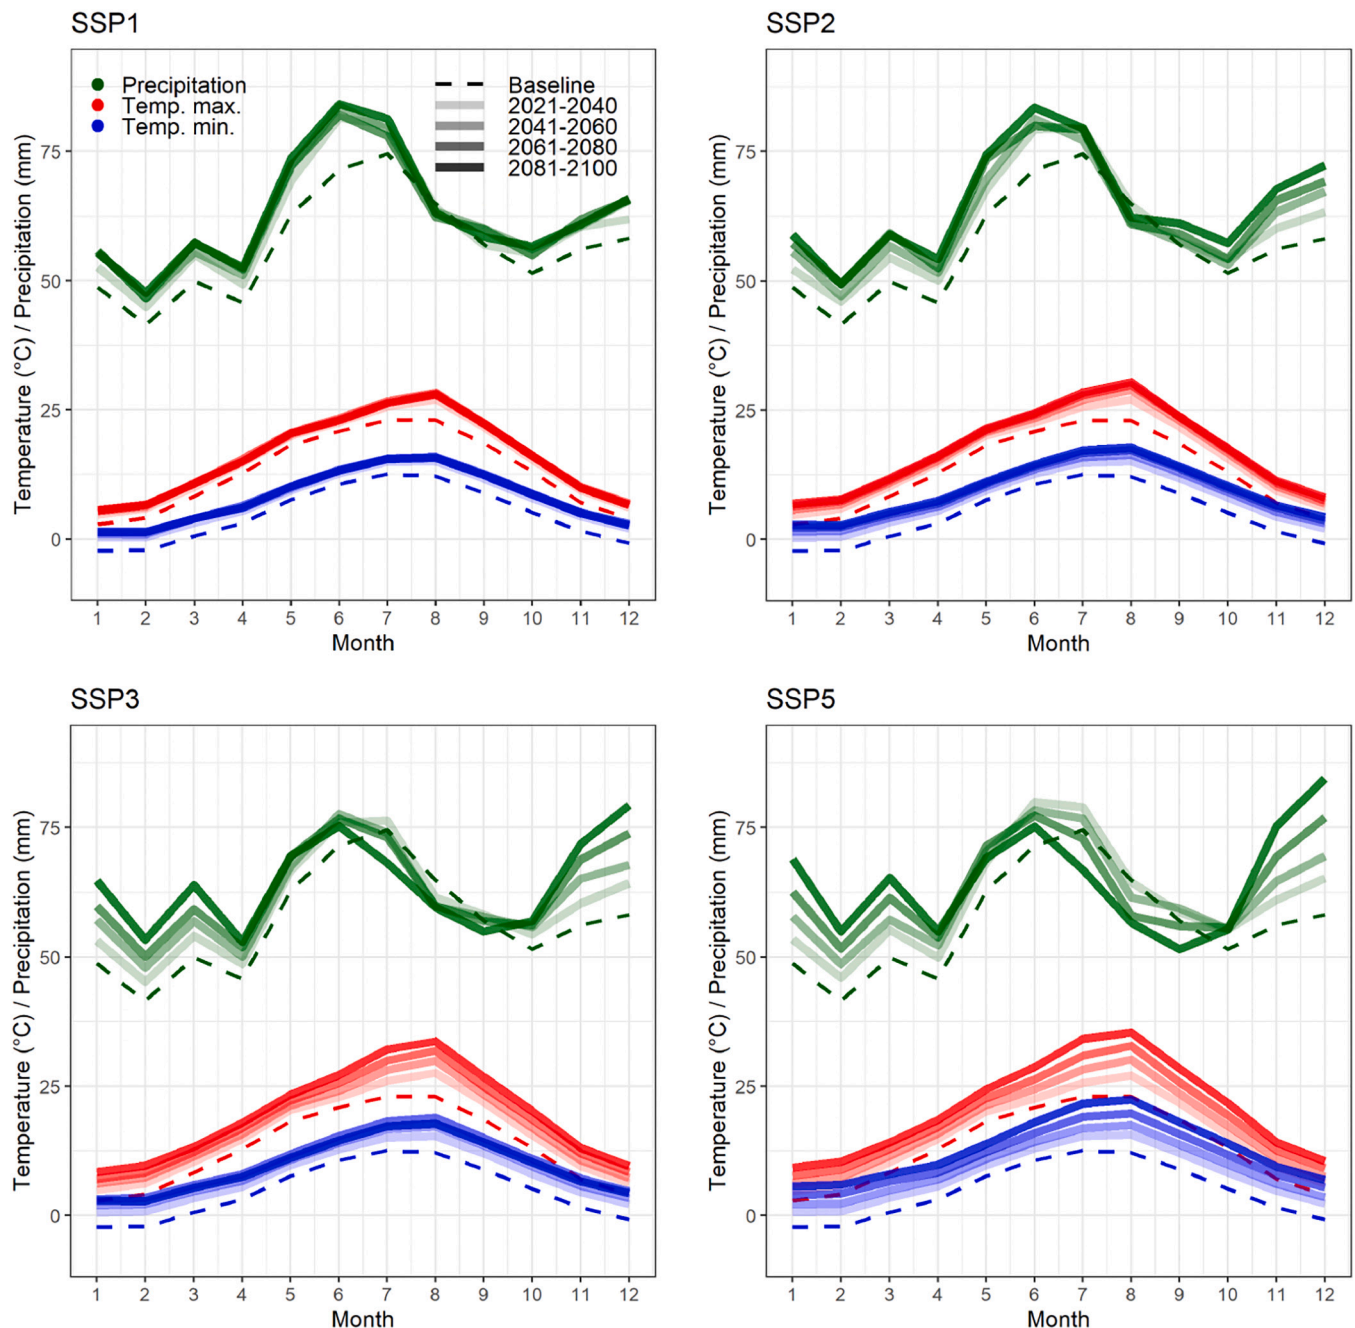 SSP1
Precipitation
Temp. max.
Temp. min.
Baseline
2021-2040
2041-2060
2061-2080
2081-2100
Temperature (°C) / Precipitation (mm)
75
50
25
0
1 2 3 4 5 6 7 8 9 10 11 12
Month
SSP2
Temperature (°C) / Precipitation (mm)
75
50
25
0
1 2 3 4 5 6 7 8 9 10 11 12
Month
SSP3
Temperature (°C) / Precipitation (mm)
75
50
25
0
1 2 3 4 5 6 7 8 9 10 11 12
Month
SSP5
Temperature (°C) / Precipitation (mm)
75
50
25
0
1 2 3 4 5 6 7 8 9 10 11 12
Month